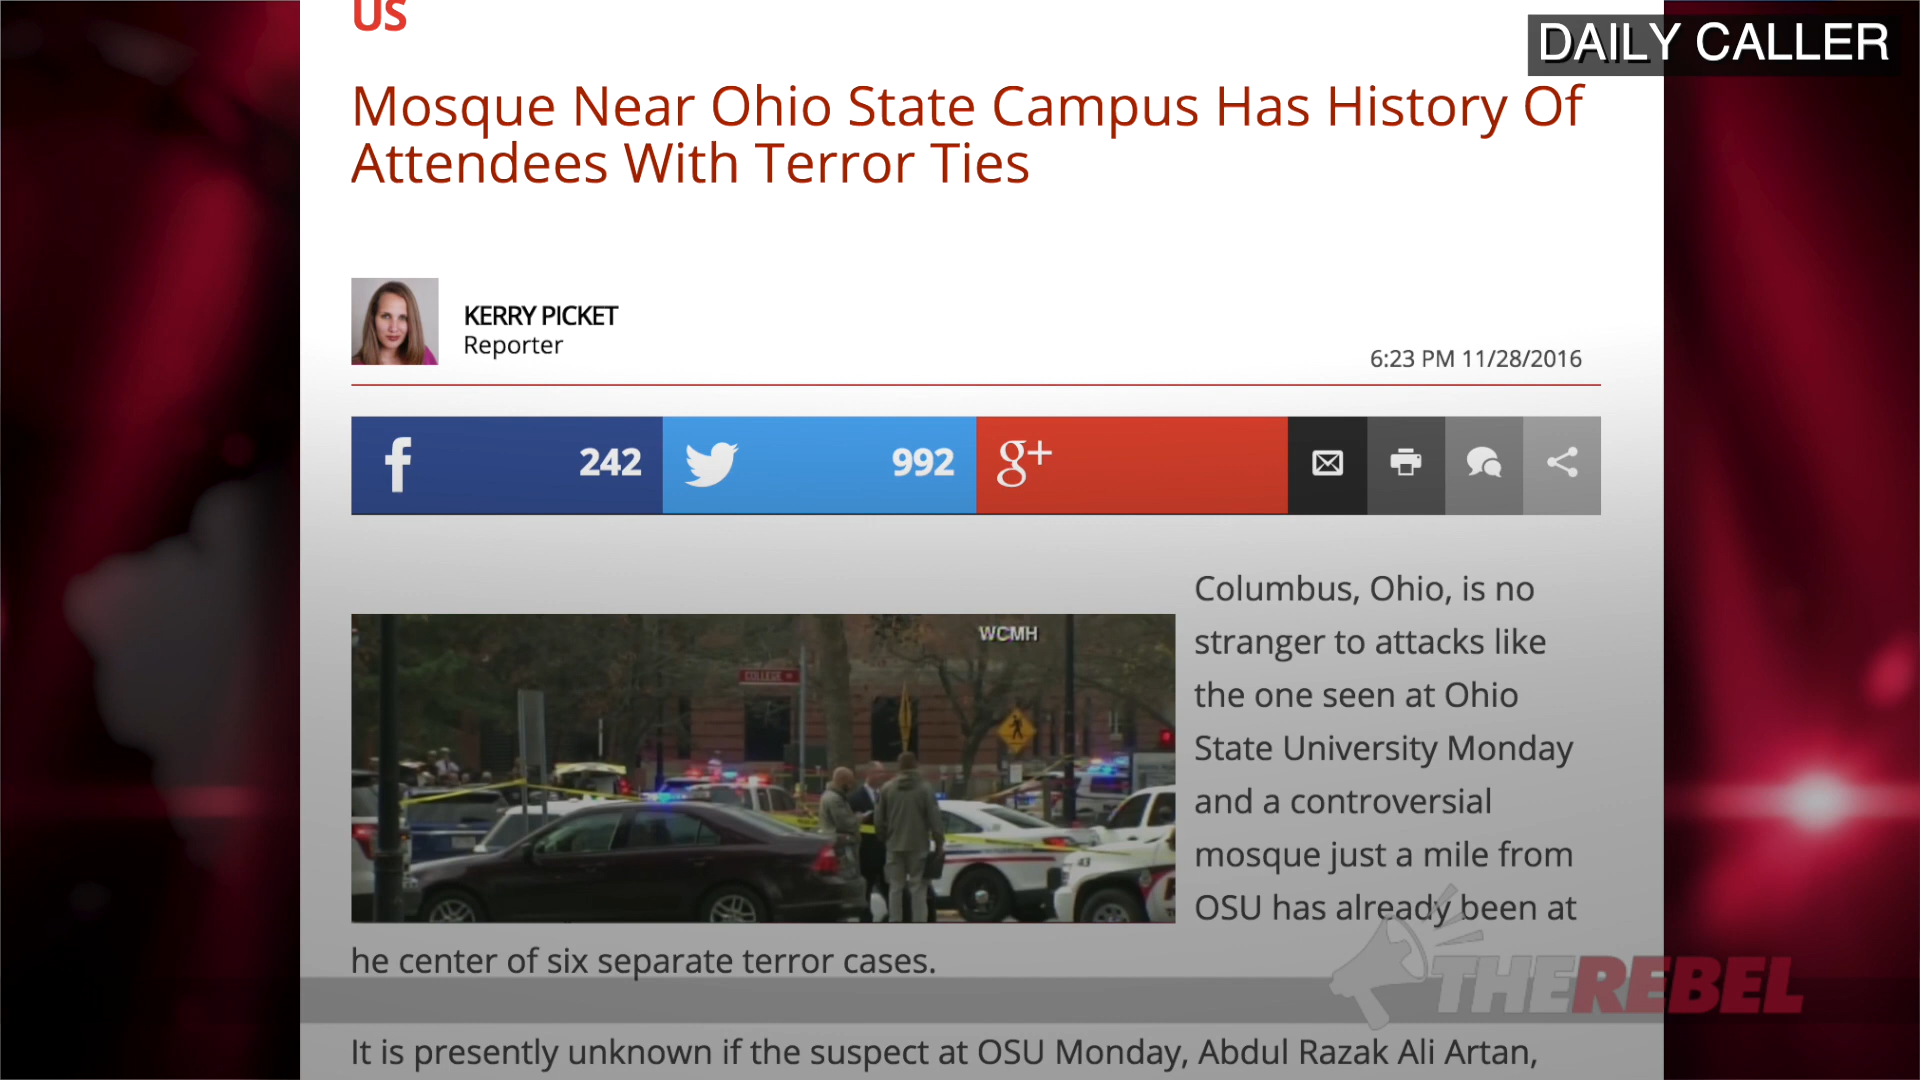 US
DAILY CALLER
Mosque Near Ohio State Campus Has History Of
Attendees With Terror Ties
KERRY PICKET
Reporter
6:23 PM 11/28/2016
f 242
992
g+
WCMH
COLLEGE
Columbus, Ohio, is no
stranger to attacks like
the one seen at Ohio
State University Monday
and a controversial
mosque just a mile from
OSU has already been at
he center of six separate terror cases.
THEREBEL
It is presently unknown if the suspect at OSU Monday, Abdul Razak Ali Artan,